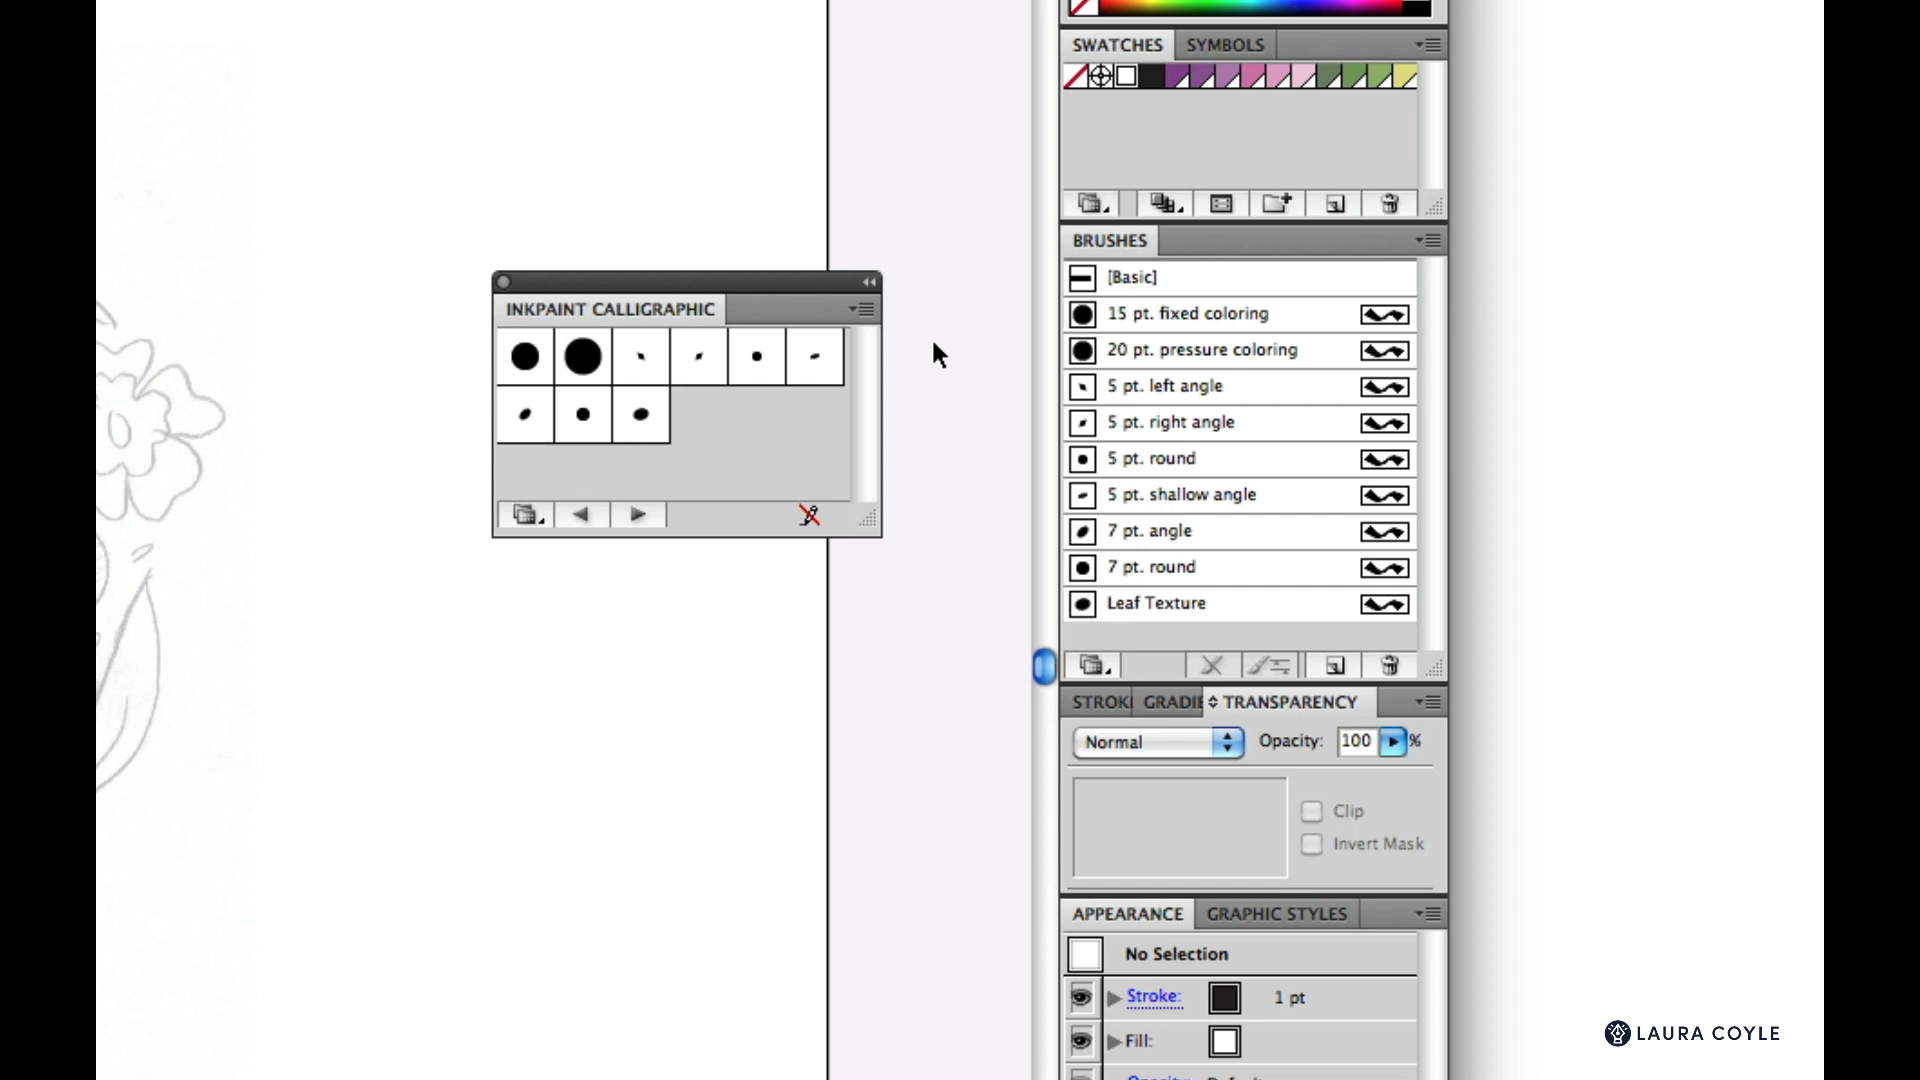 SWATCHES SYMBOLS
BRUSHES
[Basic]
15 pt. fixed coloring
20 pt. pressure coloring
5 pt. left angle
5 pt. right angle
5 pt. round
5 pt. shallow angle
7 pt. angle
7 pt. round
Leaf Texture
INKPAINT CALLIGRAPHIC
STROKI GRADIE TRANSPARENCY
Normal Opacity: 100 %
Clip
Invert Mask
APPEARANCE GRAPHIC STYLES
No Selection
Stroke: 1 pt
Fill:
LAURA COYLE